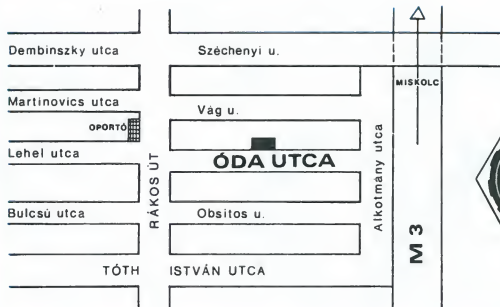 Dembinszky utca
Széchenyi u.
MISKOLC
Martinovics utca
Vág u.
OPORTÓ
Lehel utca
ÓDA UTCA
RÁKOS ÚT
Alkotmány utca
Bulcsú utca
Obsitos u.
M 3
TÓTH ISTVÁN UTCA